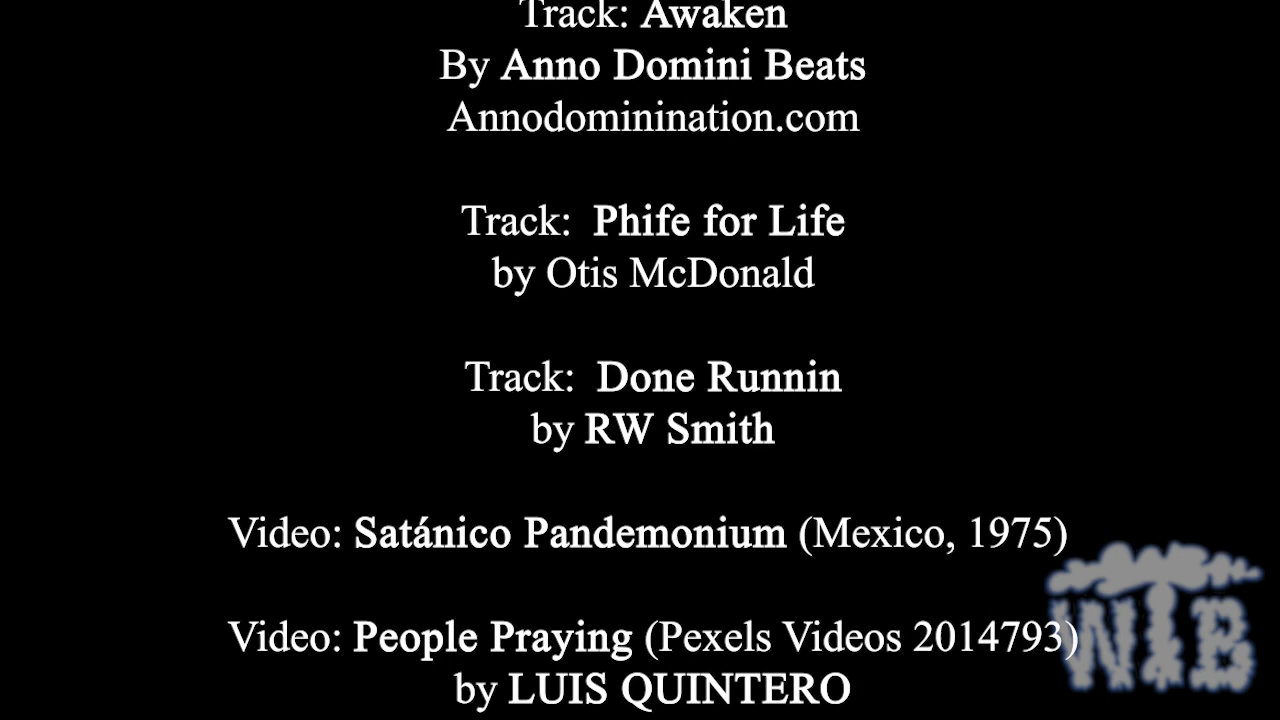 Track: Awaken
By Anno Domini Beats
Annodominination.com
Track: Phife for Life
by Otis McDonald
Track: Done Runnin
by RW Smith
Video: Satánico Pandemonium (Mexico, 1975)
Video: People Praying (Pexels Videos 2014793)
by LUIS QUINTERO
WTB